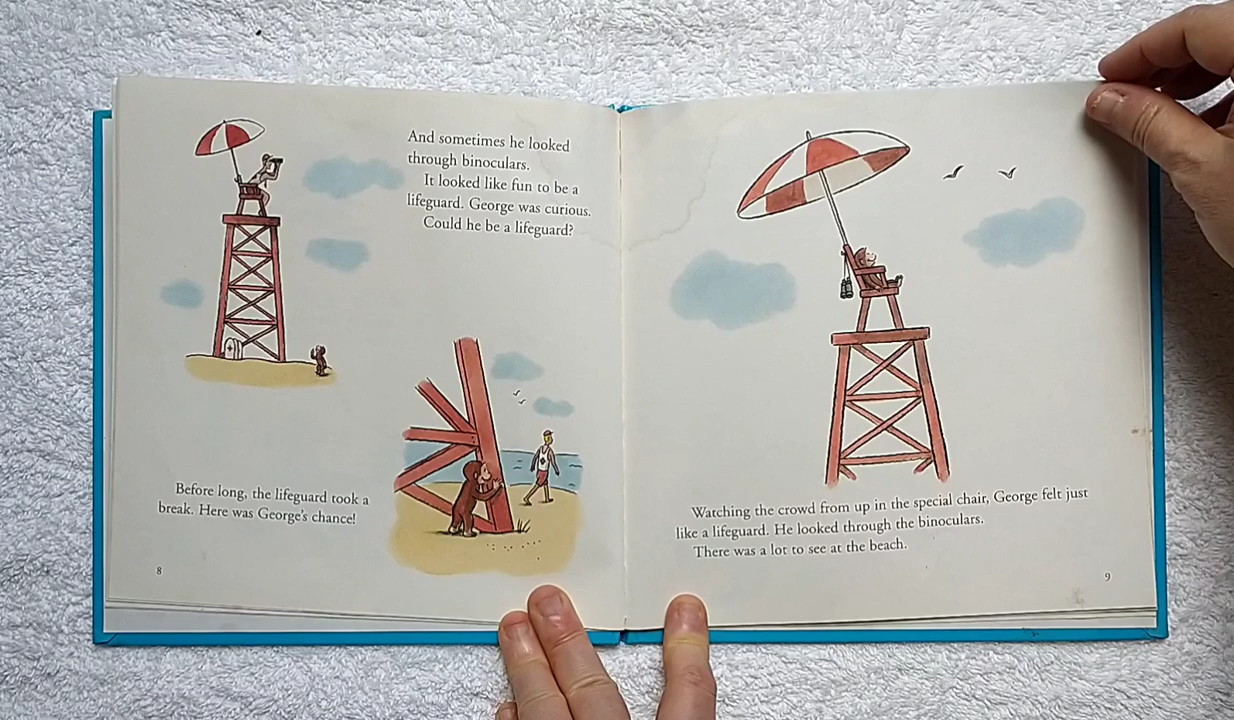 And sometimes he looked
through binoculars.
It looked like fun to be a
lifeguard. George was curious.
Could he be a lifeguard?
Before long, the lifeguard took a
break. Here was George's chance!
8
Watching the crowd from up in the special chair, George felt just
like a lifeguard. He looked through the binoculars.
There was a lot to see at the beach.
9